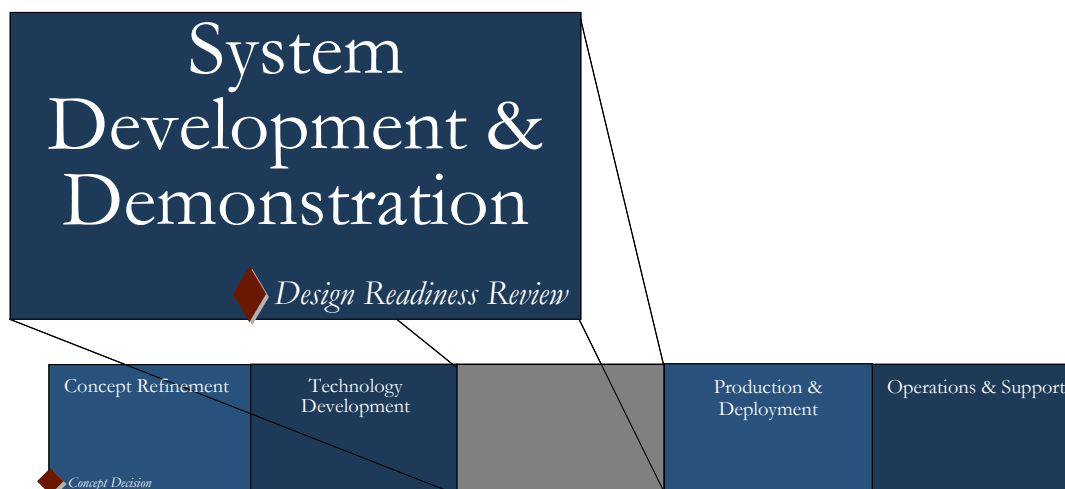 System
Development &
Demonstration
Design Readiness Review
Concept Refinement
Technology
Development
Production &
Deployment
Operations & Support
Concept Decision